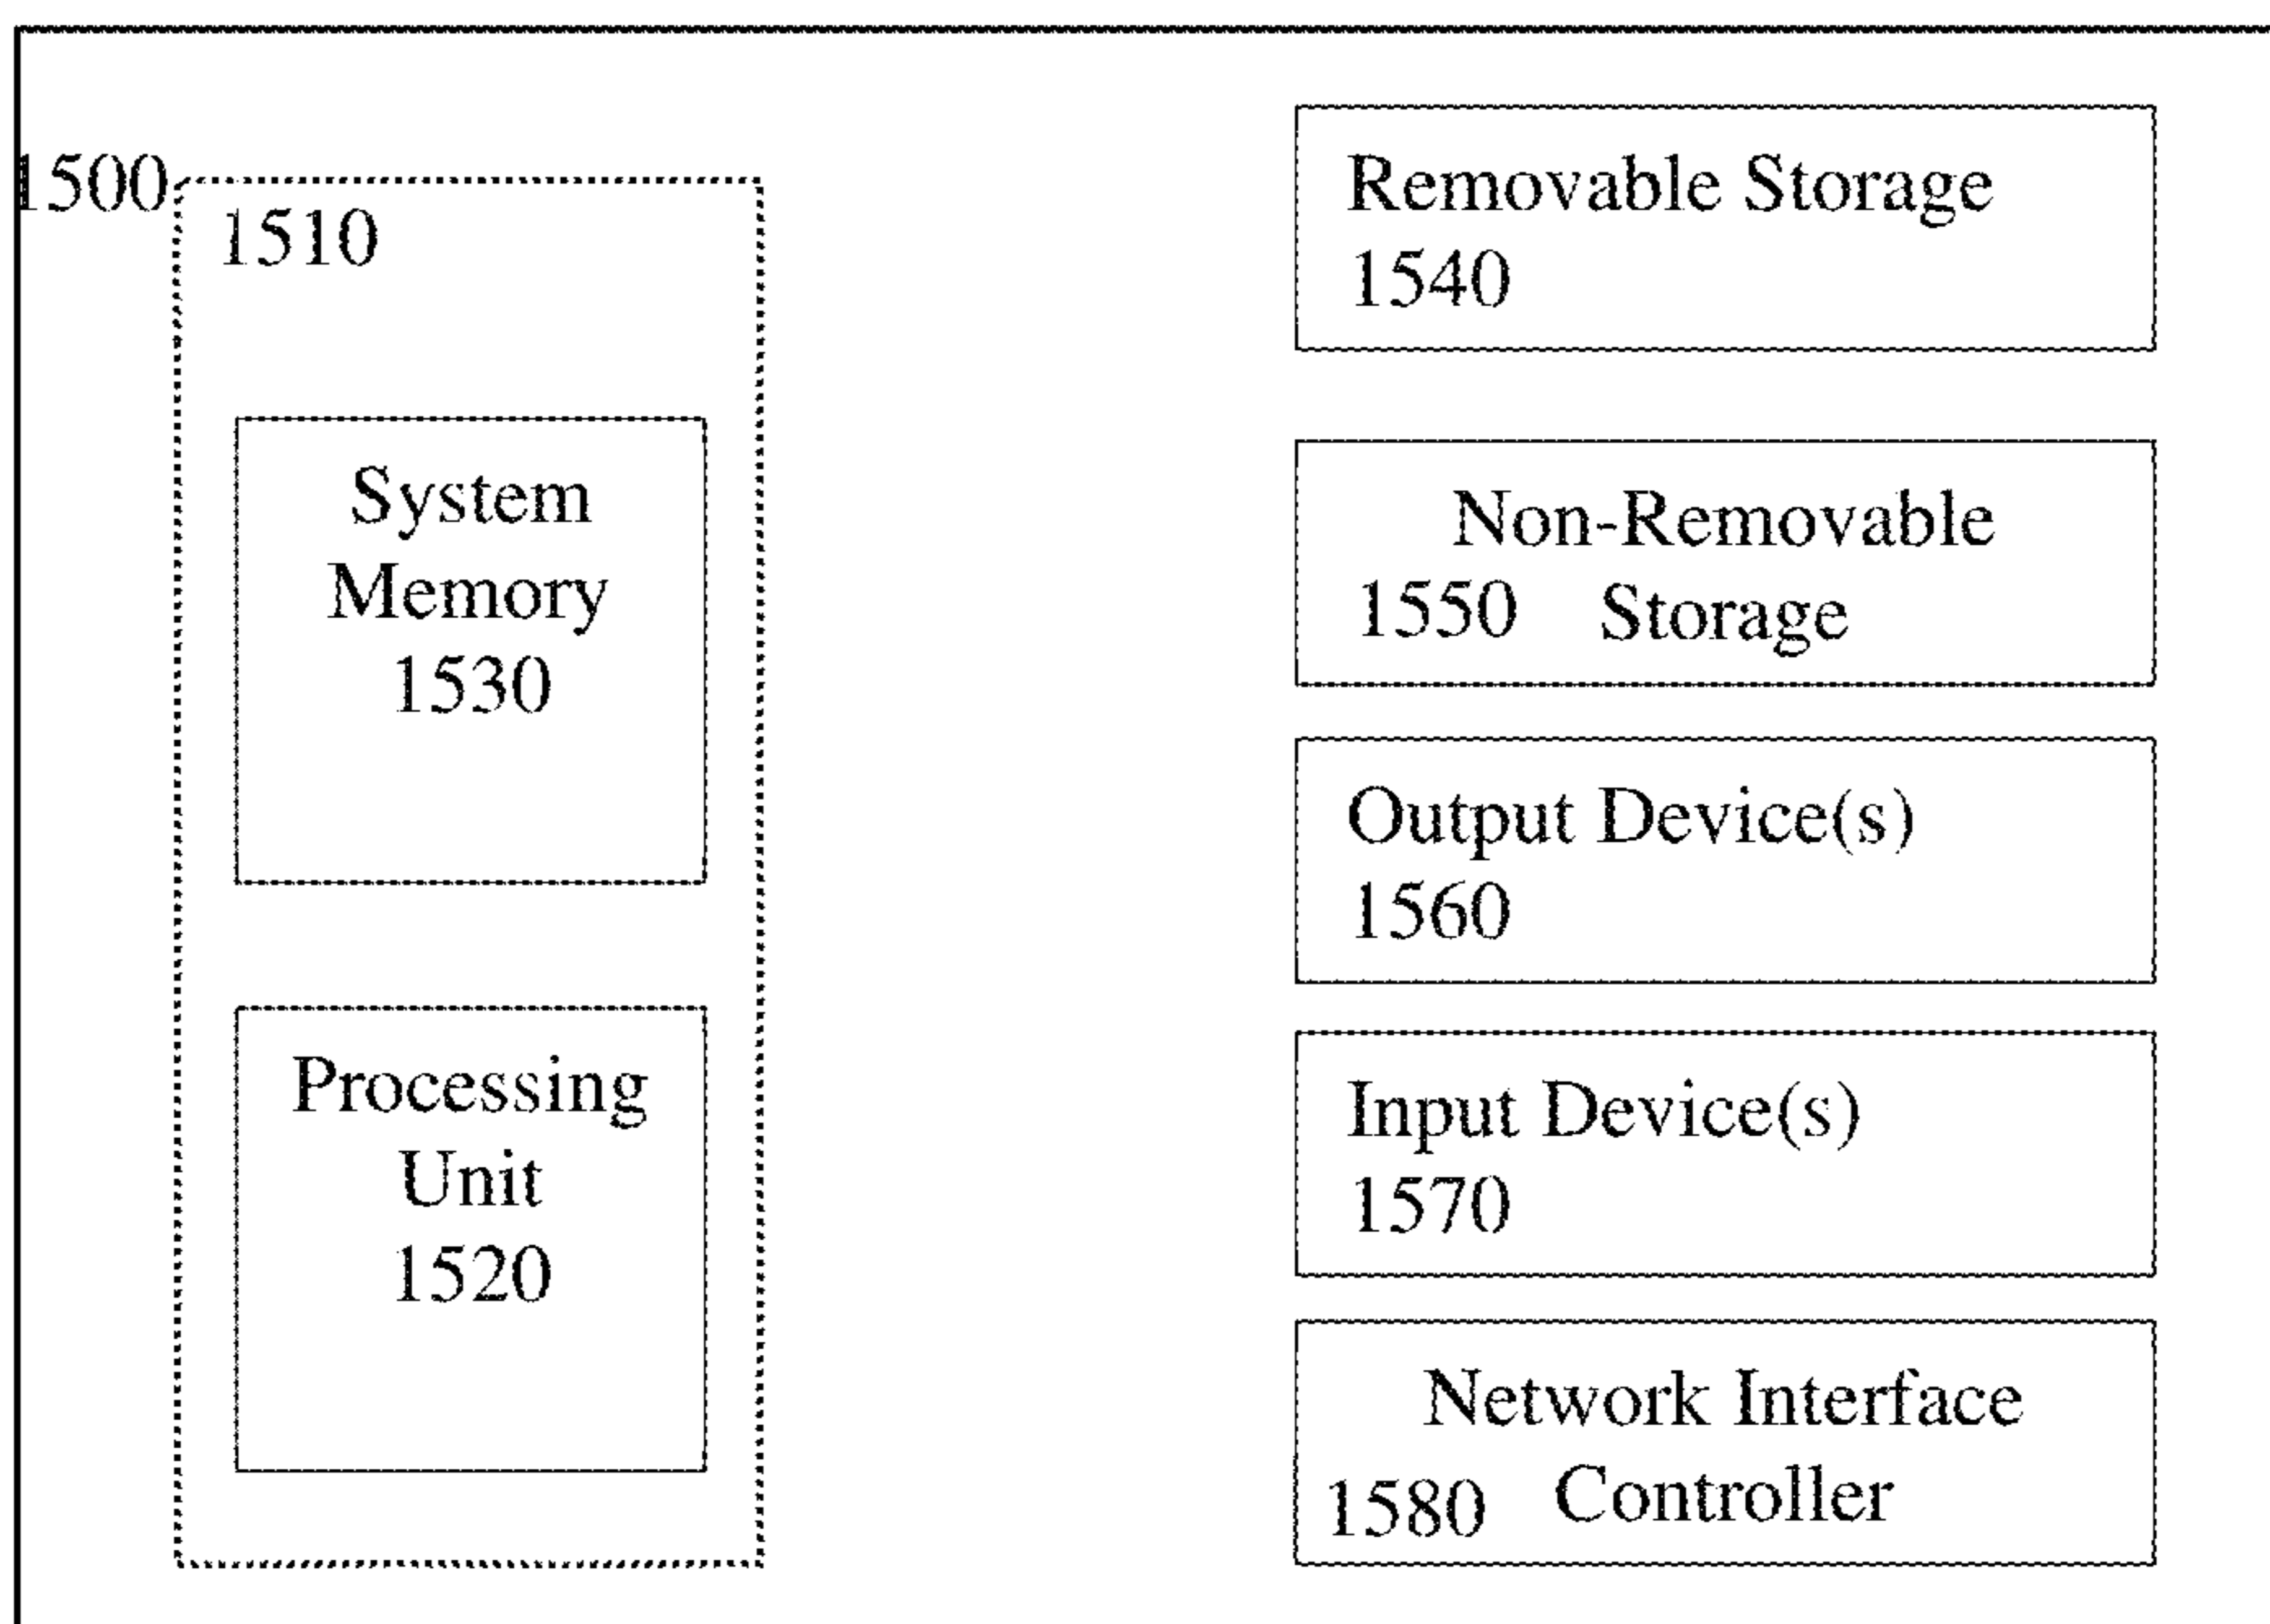 1500
1510
System
Memory
1530
Processing
Unit
1520
Removable Storage
1540
Non-Removable
1550 Storage
Output Device(s)
1560
Input Device(s)
1570
Network Interface
1580 Controller